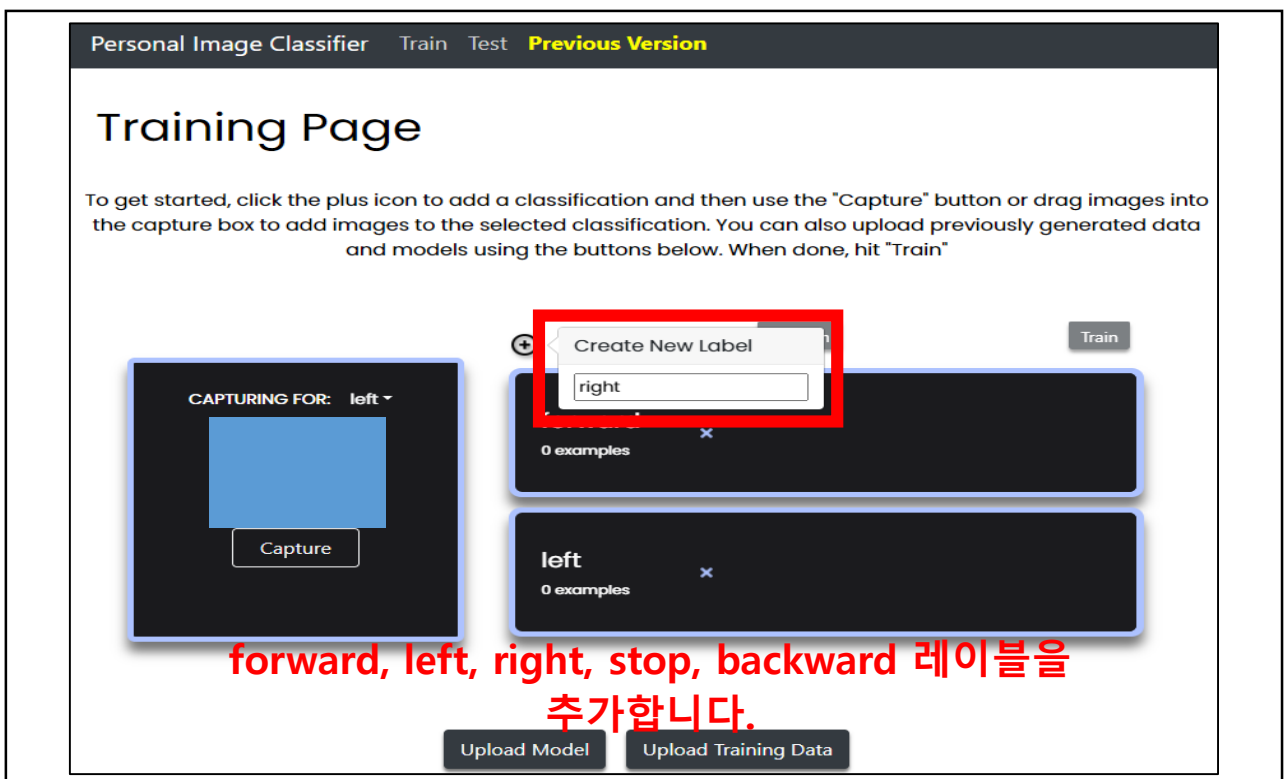 Personal Image Classifier Train Test Previous Version
Training Page
To get started, click the plus icon to add a classification and then use the "Capture" button or drag images into
the capture box to add images to the selected classification. You can also upload previously generated data
and models using the buttons below. When done, hit "Train"
Create New Label
Train
right
CAPTURING FOR: left
forward
0 examples
Capture
left
0 examples
forward, left, right, stop, backward 레이블을
추가합니다.
Upload Model Upload Training Data